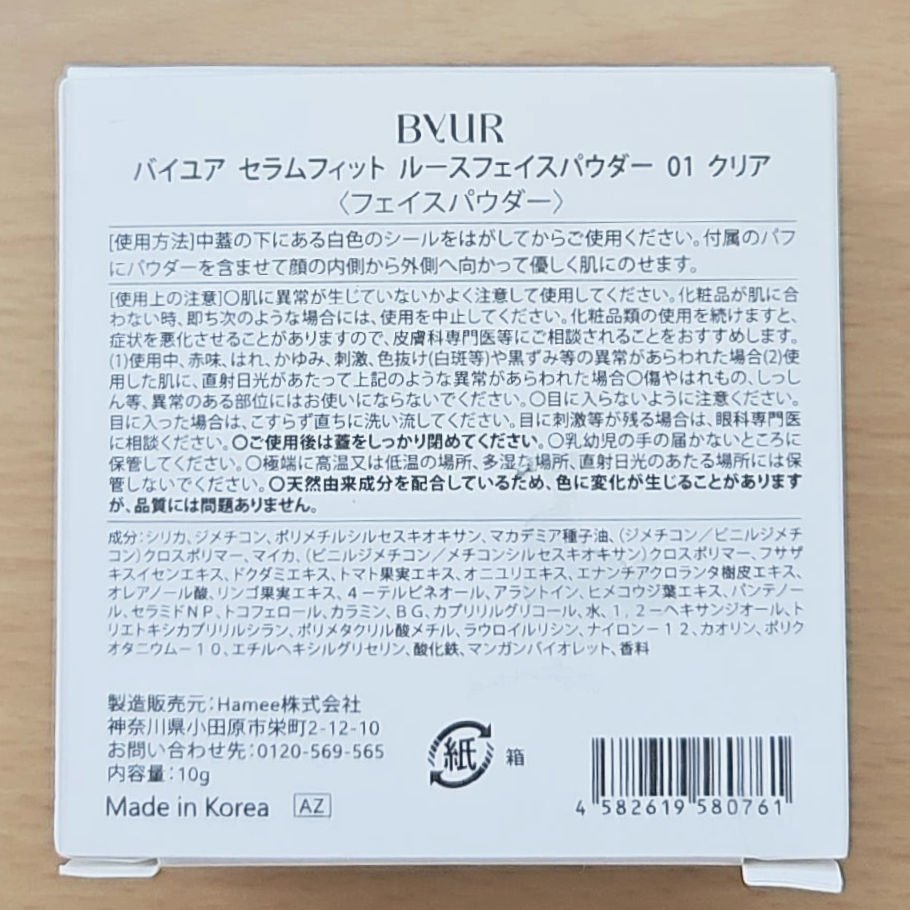 BYUR
バイユア セラムフィット ルースフェイスパウダー 01 クリア
〈フェイスパウダー〉
[使用方法]中蓋の下にある白色のシールをはがしてからご使用ください。付属のパフ
にパウダーを含ませて顔の内側から外側へ向かって優しく肌にのせます。
[使用上の注意]〇肌に異常が生じていないかよく注意して使用してください。化粧品が肌に合
わない時、即ち次のような場合には、使用を中止してください。化粧品類の使用を続けますと、
症状を悪化させることがありますので、皮膚科専門医等にご相談されることをおすすめします。
(1)使用中、赤味、はれ、かゆみ、刺激、色抜け(白斑等)や黒ずみ等の異常があらわれた場合(2)使
用した肌に、直射日光があたって上記のような異常があらわれた場合〇傷やはれもの、しっし
ん等、異常のある部位にはお使いにならないでください。〇目に入らないように注意ください。
目に入った場合は、こすらず直ちに洗い流してください。目に刺激等が残る場合は、眼科専門医
に相談ください。〇ご使用後は蓋をしっかり閉めてください。〇乳幼児の手の届かないところに
保管してください。〇極端に高温又は低温の場所、多湿な場所、直射日光のあたる場所には保
管しないでください。〇天然由来成分を配合しているため、色に変化が生じることがあります
が、品質には問題ありません。
成分:シリカ、ジメチコン、ポリメチルシルセスキオキサン、マカデミア種子油、(ジメチコン／ビニルジメチ
コン)クロスポリマー、マイカ、(ビニルジメチコン／メチコンシルセスキオキサン)クロスポリマー、フサザ
キスイセンエキス、ドクダミエキス、トマト果実エキス、オニユリエキス、エナンチアクロランタ樹皮エキス、
オレアノール酸、リンゴ果実エキス、４－テルピネオール、アラントイン、ヒメコウジ葉エキス、パンテノー
ル、セラミドＮＰ、トコフェロール、カラミン、ＢＧ、カプリリルグリコール、水、１，２－ヘキサンジオール、ト
リエトキシカプリリルシラン、ポリメタクリル酸メチル、ラウロイルリシン、ナイロン－１２、カオリン、ポリク
オタニウム－１０、エチルヘキシルグリセリン、酸化鉄、マンガンバイオレット、香料
製造販売元:Hamee株式会社
神奈川県小田原市栄町2-12-10
お問い合わせ先:0120-569-565
内容量:10g
Made in Korea AZ
紙 箱
4 582619 580761